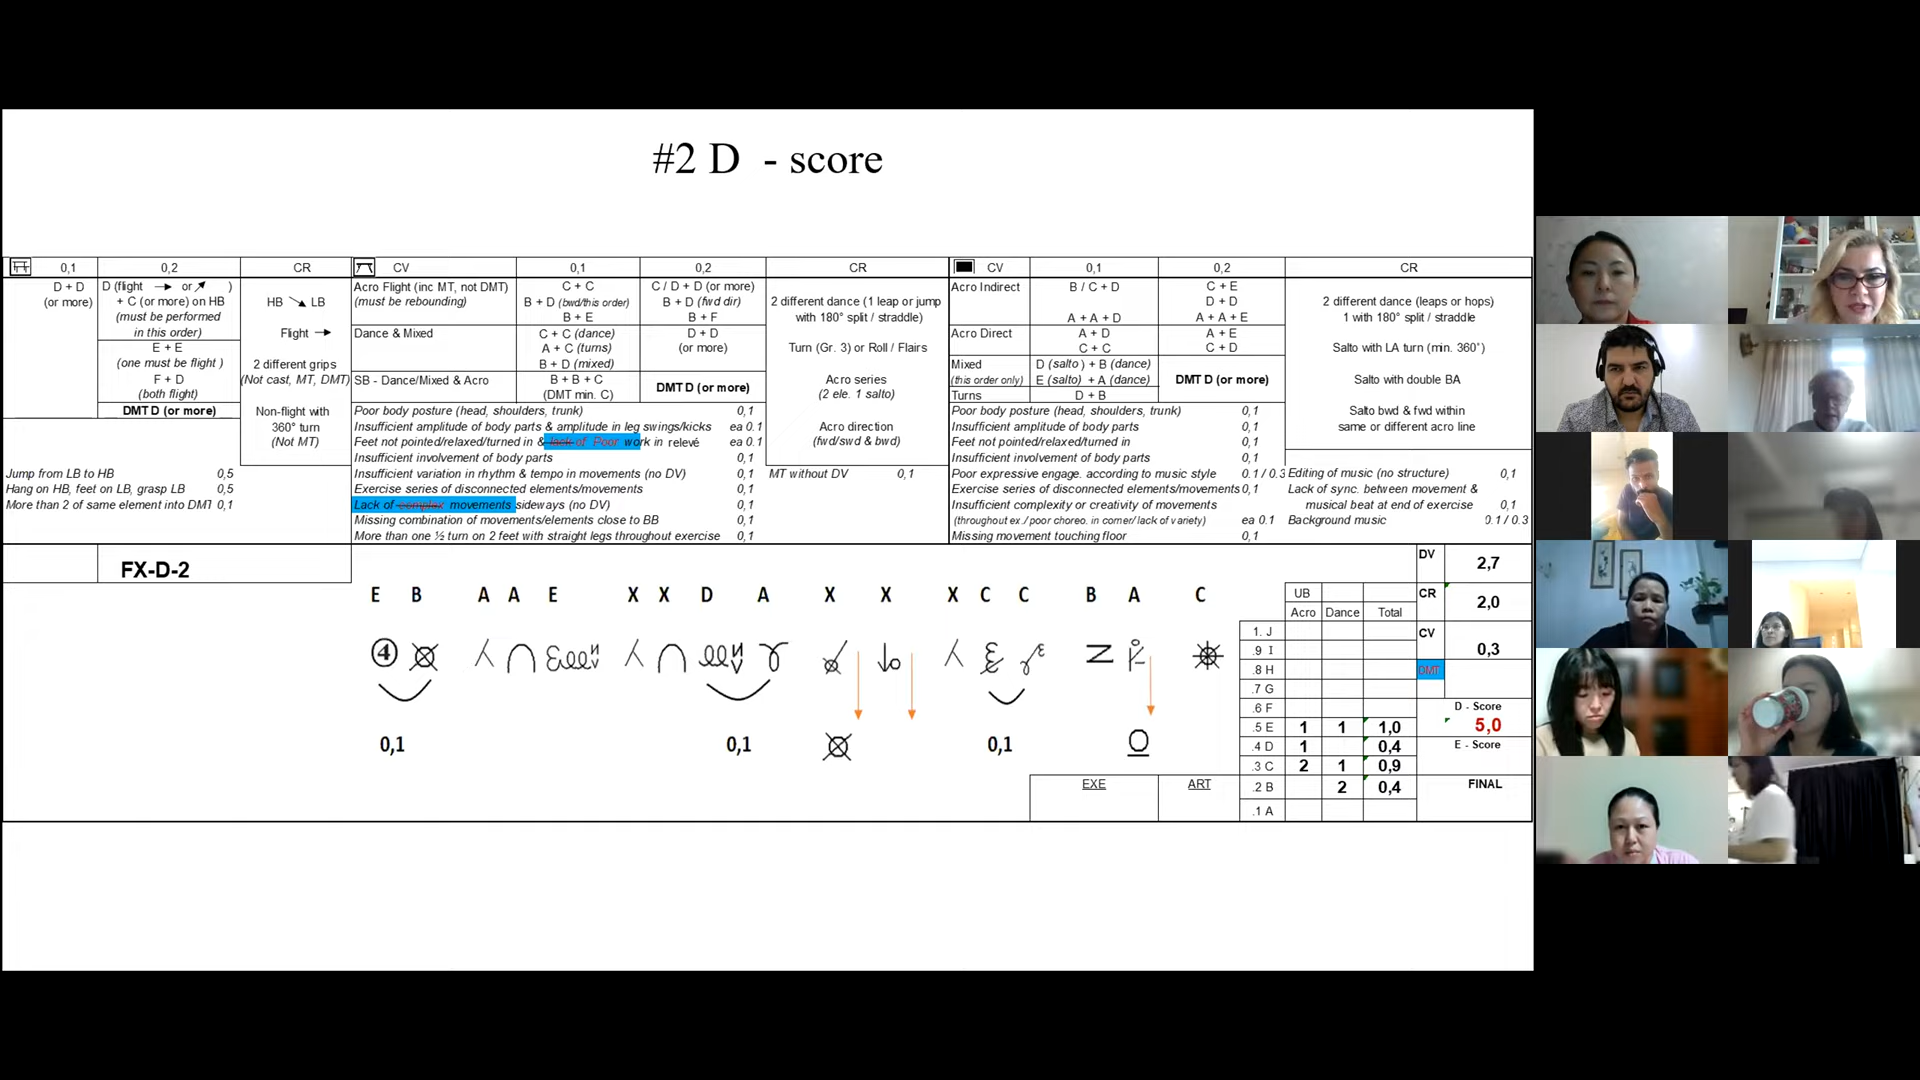 #2 D - score
0,1 0,2 CR CV 0,1 0,2 CR CV 0,1 0,2 CR
D + D
(or more)
D (flight → or ↗ )
+ C (or more) on HB
(must be performed
in this order)
E + E
(one must be flight )
F + D
(both flight)
DMT D (or more)
HB ↘ LB
Flight →
2 different grips
(Not cast, MT, DMT)
Non-flight with
360° turn
(Not MT)
Jump from LB to HB 0,5
Hang on HB, feet on LB, grasp LB 0,5
More than 2 of same element into DMT 0,1
Acro Flight (inc MT, not DMT)
(must be rebounding)
C + C
B + D (bwd/this order)
B + E
C / D + D (or more)
B + D (fwd dir)
B + F
Dance & Mixed
C + C (dance)
A + C (turns)
B + D (mixed)
D + D
(or more)
SB - Dance/Mixed & Acro
B + B + C
(DMT min. C)
DMT D (or more)
2 different dance (1 leap or jump
with 180° split / straddle)
Turn (Gr. 3) or Roll / Flairs
Acro series
(2 ele. 1 salto)
Acro direction
(fwd/swd & bwd)
Poor body posture (head, shoulders, trunk) 0,1
Insufficient amplitude of body parts & amplitude in leg swings/kicks ea 0.1
Feet not pointed/relaxed/turned in & lack of Poor work in relevé ea 0.1
Insufficient involvement of body parts 0,1
Insufficient variation in rhythm & tempo in movements (no DV) 0,1
Exercise series of disconnected elements/movements 0,1
Lack of complex movements sideways (no DV) 0,1
Missing combination of movements/elements close to BB 0,1
More than one ½ turn on 2 feet with straight legs throughout exercise 0,1
MT without DV 0,1
Acro Indirect
B / C + D
A + A + D
C + E
D + D
A + A + E
Acro Direct
A + D
C + C
A + E
C + D
Mixed
(this order only)
D (salto) + B (dance)
E (salto) + A (dance)
DMT D (or more)
Turns D + B
2 different dance (leaps or hops)
1 with 180° split / straddle
Salto with LA turn (min. 360°)
Salto with double BA
Salto bwd & fwd within
same or different acro line
Poor body posture (head, shoulders, trunk) 0,1
Insufficient amplitude of body parts 0,1
Feet not pointed/relaxed/turned in 0,1
Insufficient involvement of body parts 0,1
Poor expressive engage. according to music style 0.1 / 0.3
Exercise series of disconnected elements/movements 0,1
Insufficient complexity or creativity of movements
(throughout ex./ poor choreo. in corner/ lack of variety) ea 0.1
Missing movement touching floor 0,1
Editing of music (no structure) 0,1
Lack of sync. between movement &
musical beat at end of exercise 0,1
Background music 0.1 / 0.3
FX-D-2
E B A A E X X D A X X X C C B A C
4
0,1 0,1 0,1
EXE ART
UB
Acro Dance Total
1. J
.9 I
.8 H
.7 G
.6 F
.5 E 1 1 1,0
.4 D 1 0,4
.3 C 2 1 0,9
.2 B 2 0,4
.1 A
DV 2,7
CR 2,0
CV 0,3
DMT
D - Score
5,0
E - Score
FINAL